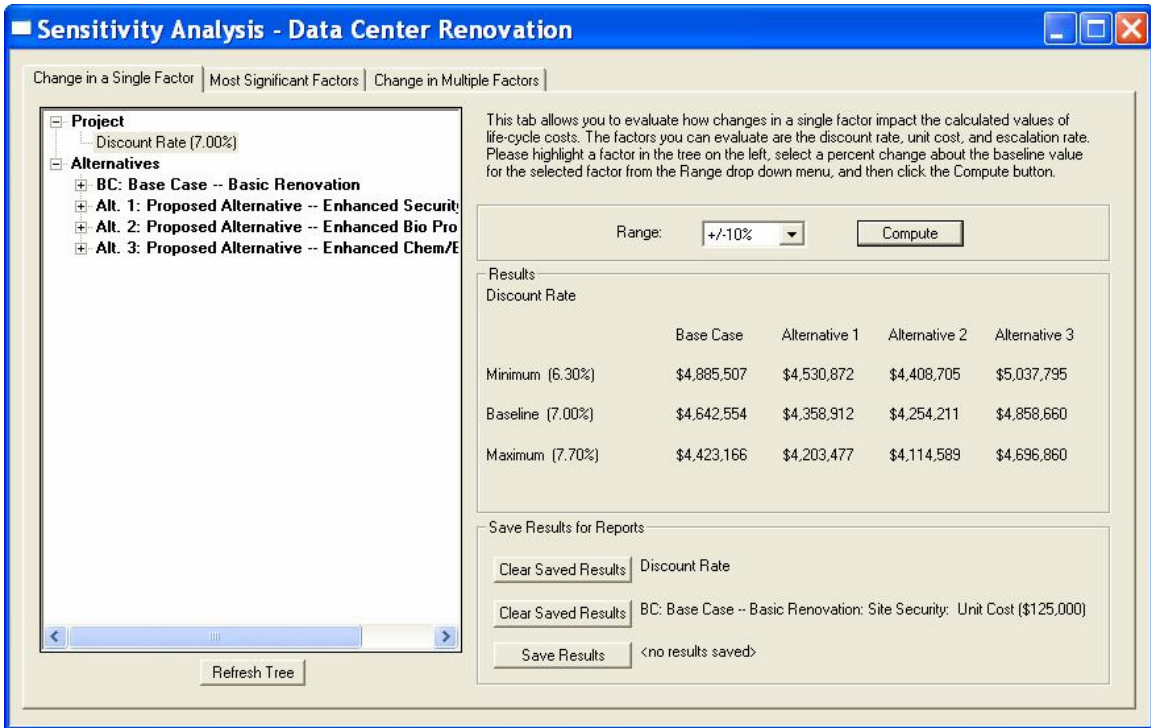 Sensitivity Analysis - Data Center Renovation
Change in a Single Factor Most Significant Factors Change in Multiple Factors
Project
Discount Rate (7.00%)
Alternatives
BC: Base Case -- Basic Renovation
Alt. 1: Proposed Alternative -- Enhanced Securit
Alt. 2: Proposed Alternative -- Enhanced Bio Pro
Alt. 3: Proposed Alternative -- Enhanced Chem/B
Refresh Tree
This tab allows you to evaluate how changes in a single factor impact the calculated values of
life-cycle costs. The factors you can evaluate are the discount rate, unit cost, and escalation rate.
Please highlight a factor in the tree on the left, select a percent change about the baseline value
for the selected factor from the Range drop down menu, and then click the Compute button.
Range: +/-10% Compute
Results
Discount Rate
Base Case Alternative 1 Alternative 2 Alternative 3
Minimum (6.30%) $4,885,507 $4,530,872 $4,408,705 $5,037,795
Baseline (7.00%) $4,642,554 $4,358,912 $4,254,211 $4,858,660
Maximum (7.70%) $4,423,166 $4,203,477 $4,114,589 $4,696,860
Save Results for Reports
Clear Saved Results Discount Rate
Clear Saved Results BC: Base Case -- Basic Renovation: Site Security: Unit Cost ($125,000)
Save Results <no results saved>